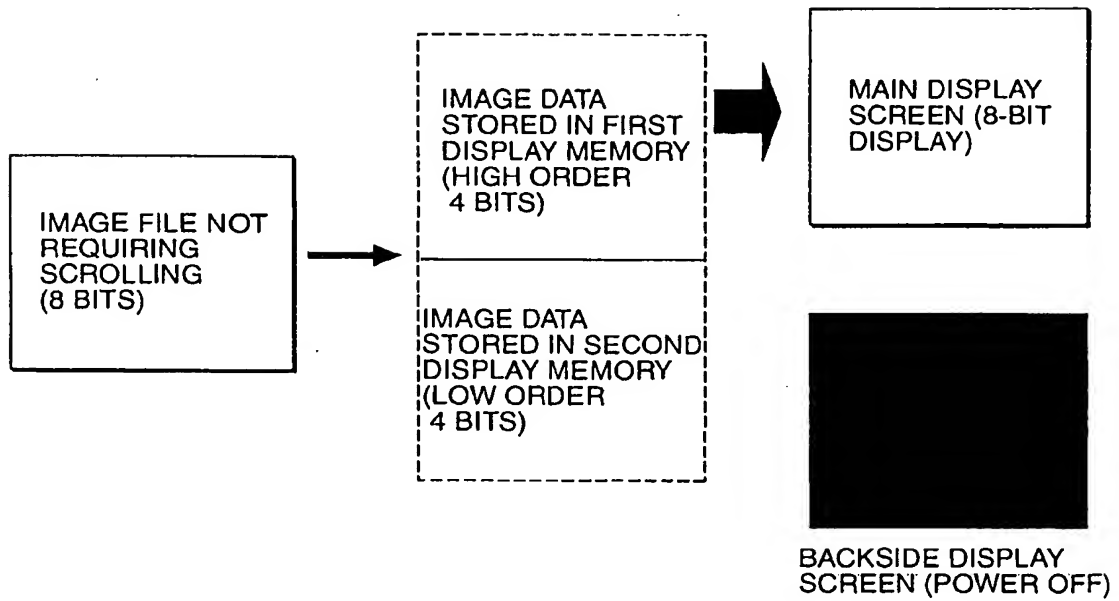 IMAGE FILE NOT
REQUIRING
SCROLLING
(8 BITS)
IMAGE DATA
STORED IN FIRST
DISPLAY MEMORY
(HIGH ORDER
4 BITS)
IMAGE DATA
STORED IN SECOND
DISPLAY MEMORY
(LOW ORDER
4 BITS)
MAIN DISPLAY
SCREEN (8-BIT
DISPLAY)
BACKSIDE DISPLAY
SCREEN (POWER OFF)